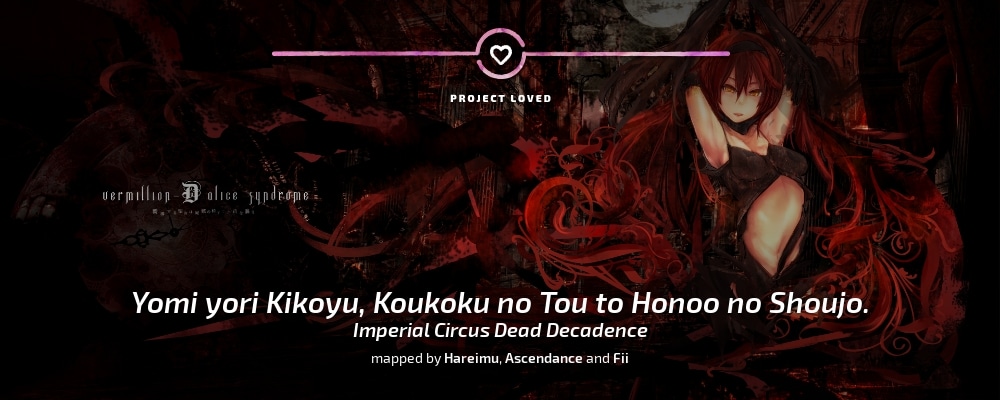 PROJECT LOVED
vermillion D alice syndrome
Yomi yori Kikoyu, Koukoku no Tou to Honoo no Shoujo.
Imperial Circus Dead Decadence
mapped by Hareimu, Ascendance and Fii